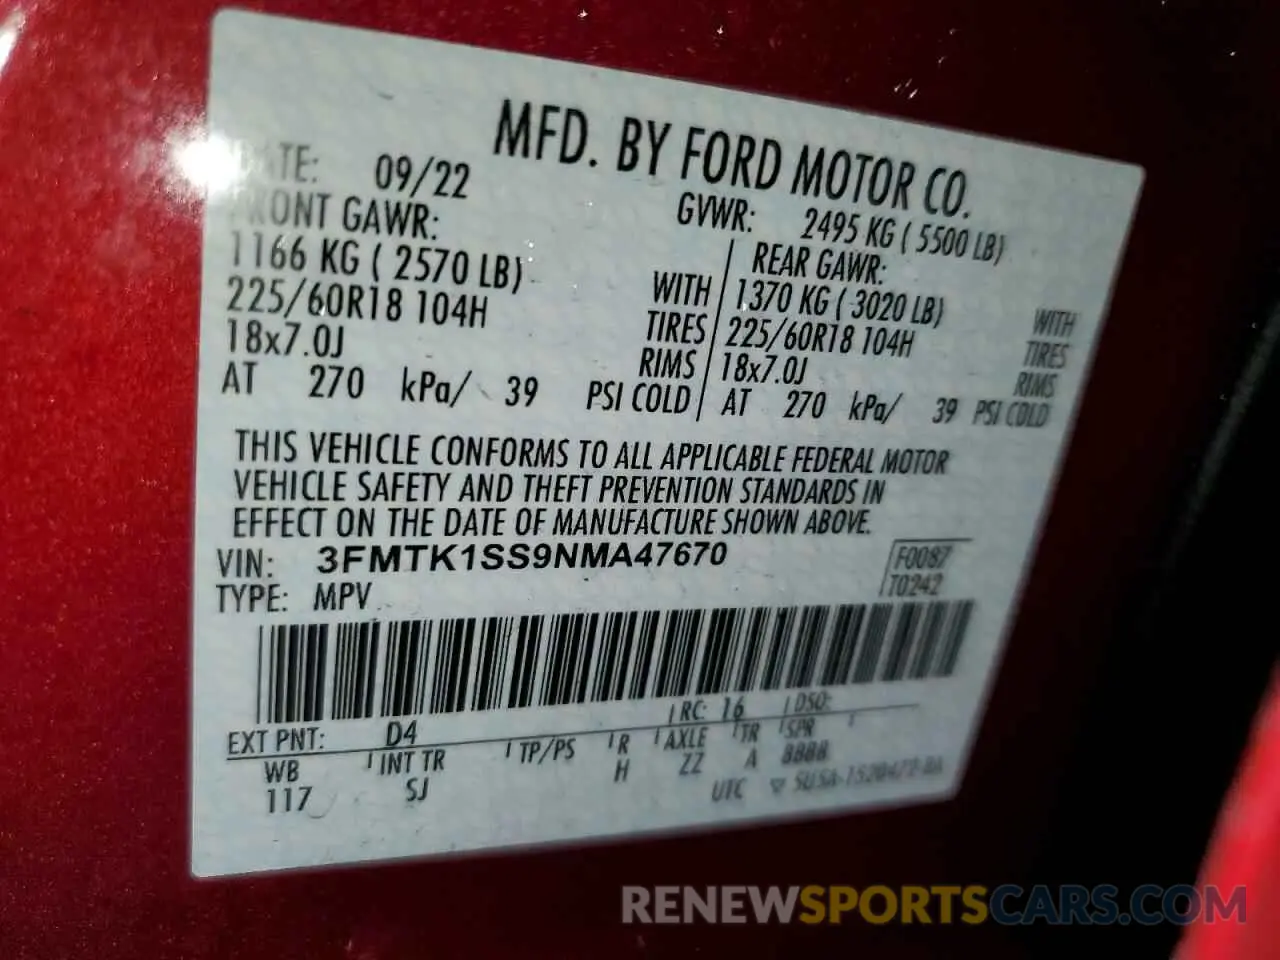 MFD. BY FORD MOTOR CO.
09/22
GVWR: 2495 KG ( 5500 LB)
FRONT GAWR:
REAR GAWR:
1166 KG ( 2570 LB) WITH
1370 KG ( 3020 LB) WITH
225/60R18 104H TIRES
225/60R18 104H TIRES
18x7.0J RIMS
18x7.0J RIMS
AT 270 kPa/ 39 PSI COLD
AT 270 kPa/ 39 PSI COLD
THIS VEHICLE CONFORMS TO ALL APPLICABLE FEDERAL MOTOR
VEHICLE SAFETY AND THEFT PREVENTION STANDARDS IN
EFFECT ON THE DATE OF MANUFACTURE SHOWN ABOVE.
VIN: 3FMTK1SS9NMA47670
F0087
TYPE: MPV
T0242
EXT PNT: D4 RC: 16 DSO:
WB INT TR TP/PS R AXLE TR SPR
117 SJ H ZZ A 8888
UTC
RENEWSPORTSCARS.COM